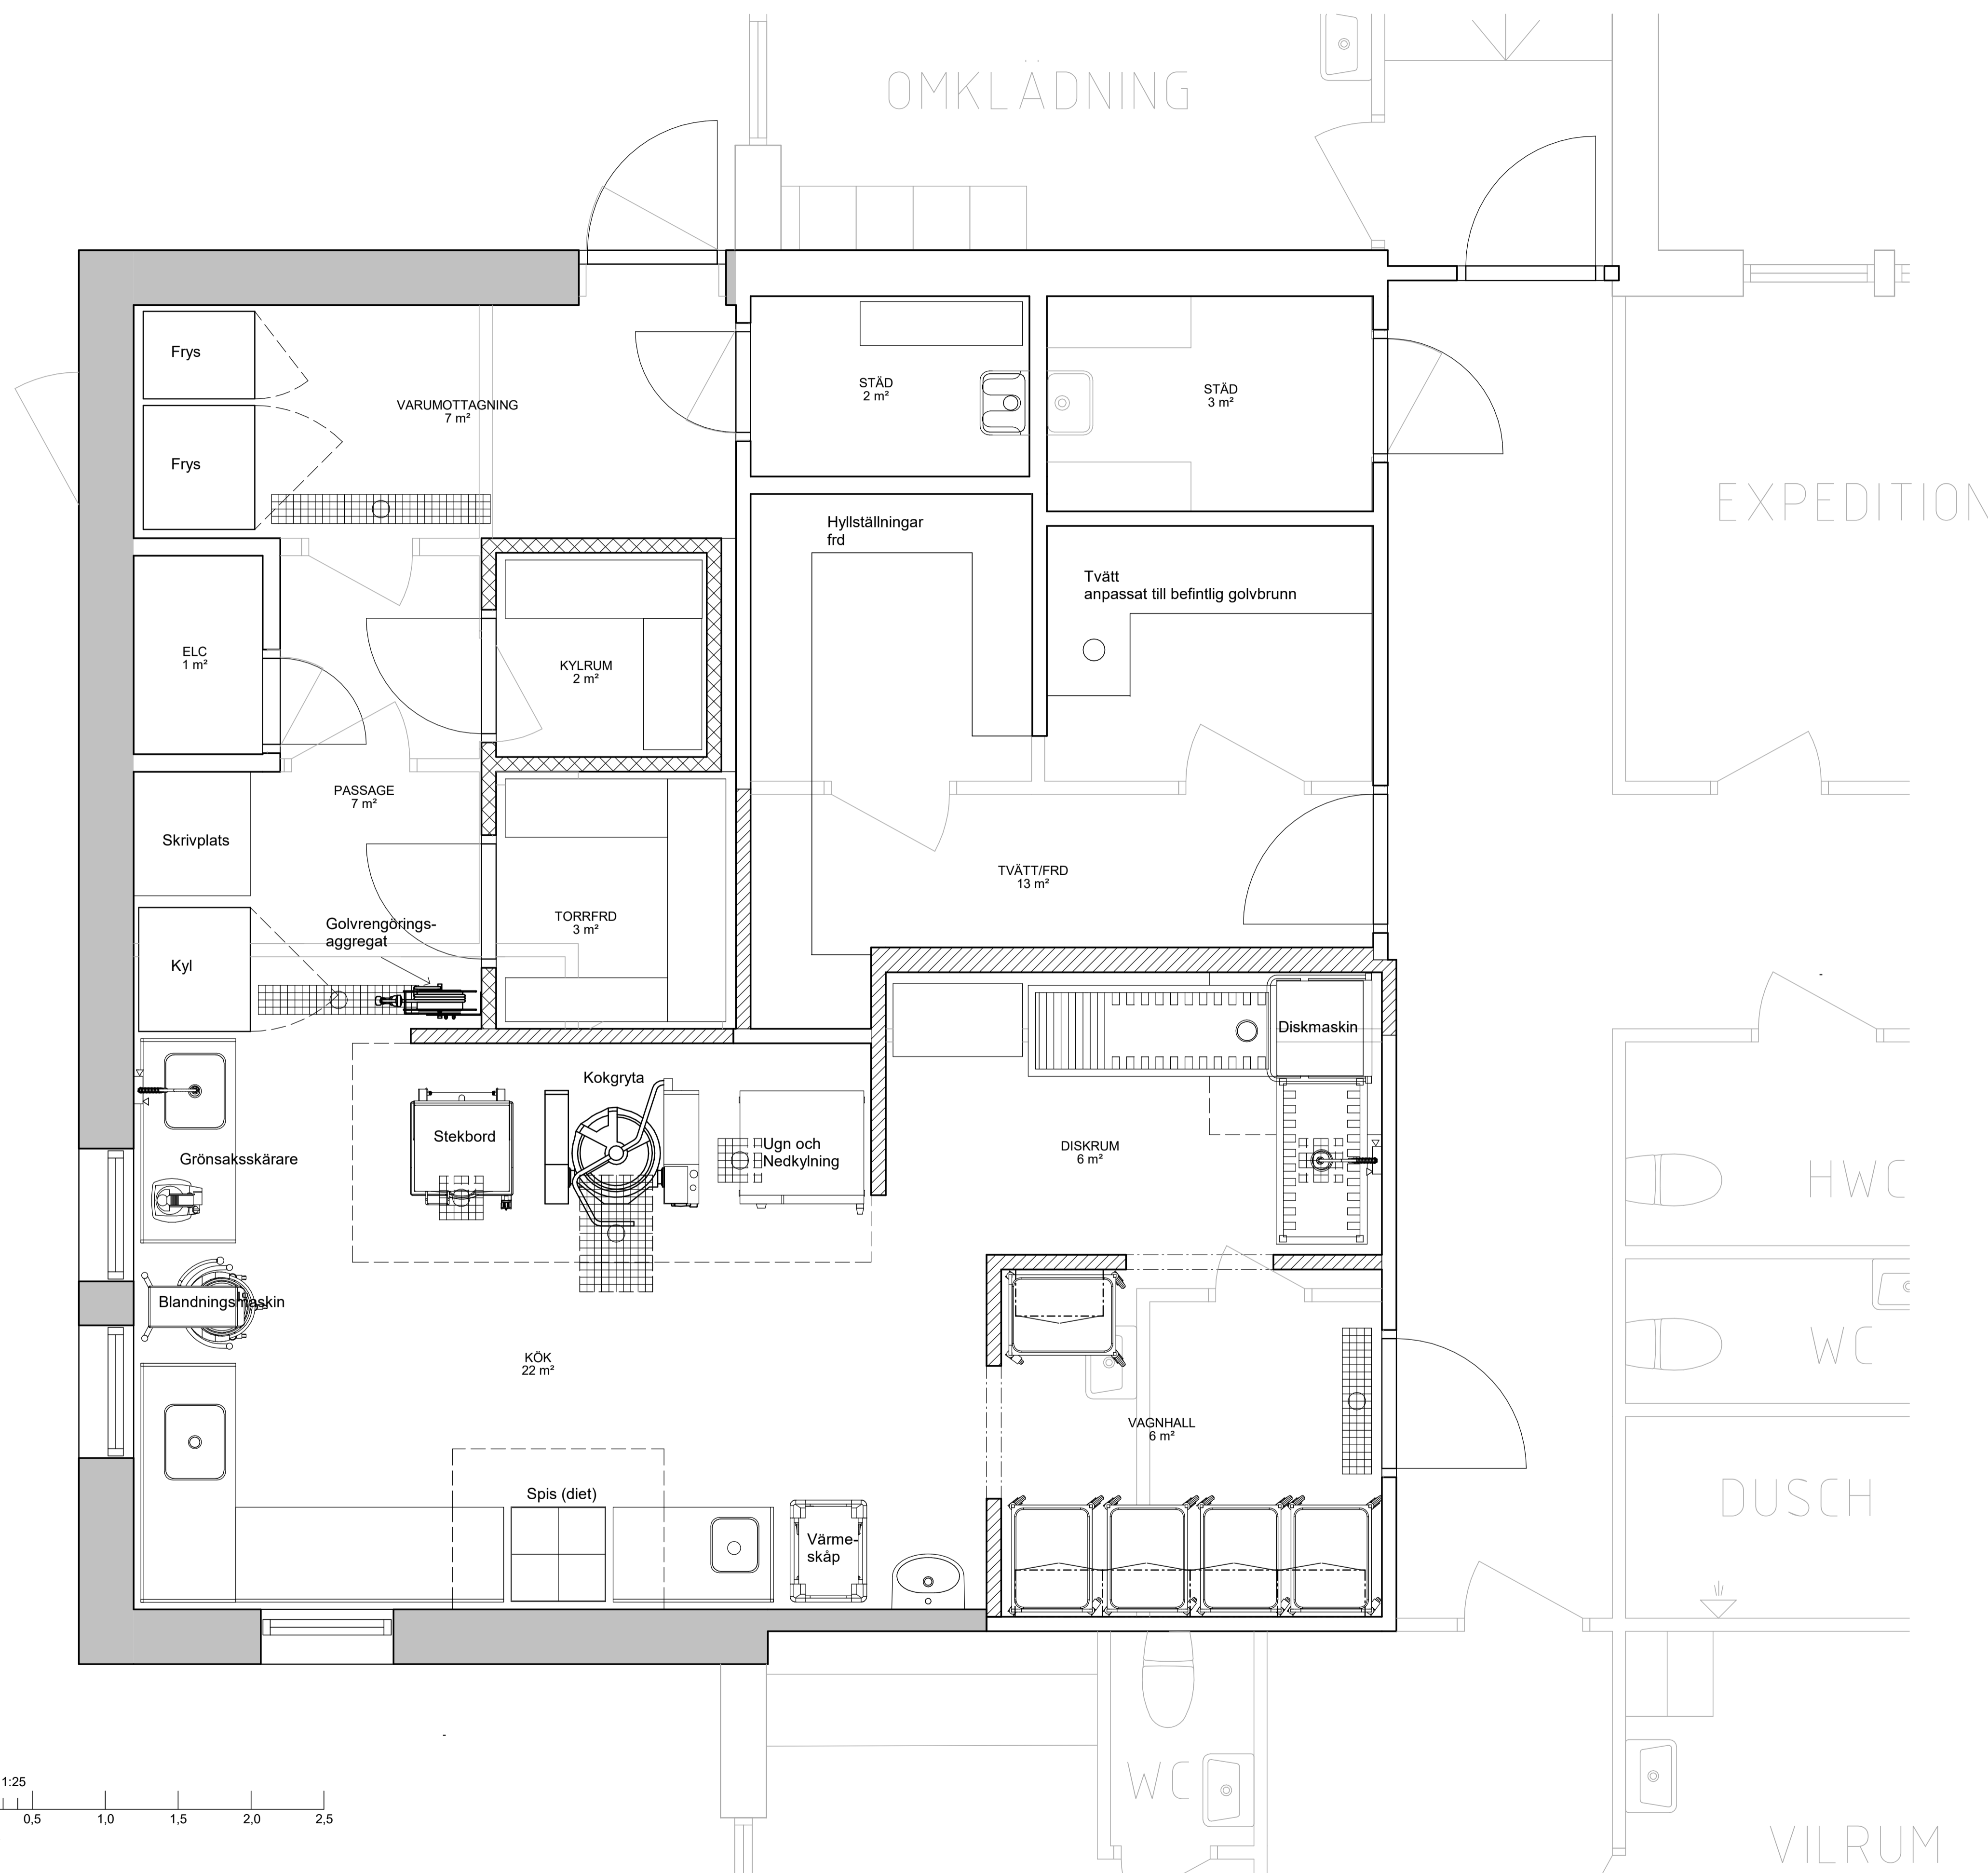 OMKLÄDNING
Frys
VARUMOTTAGNING
7 m²
STÄD
2 m²
STÄD
3 m²
Frys
EXPEDITION
Hyllställningar
frd
Tvätt
anpassat till befintlig golvbrunn
ELC
1 m²
KYLRUM
2 m²
PASSAGE
7 m²
Skrivplats
TVÄTT/FRD
13 m²
Golvrengörings-
aggregat
TORRFRD
3 m²
Kyl
Diskmaskin
Kokgryta
Stekbord
Ugn och
Nedkylning
Grönsaksskärare
DISKRUM
6 m²
HWC
Blandningsmaskin
WC
KÖK
22 m²
VAGNHALL
6 m²
Spis (diet)
DUSCH
Värme-
skåp
WC
VILRUM
1:25
0,5 1,0 1,5 2,0 2,5